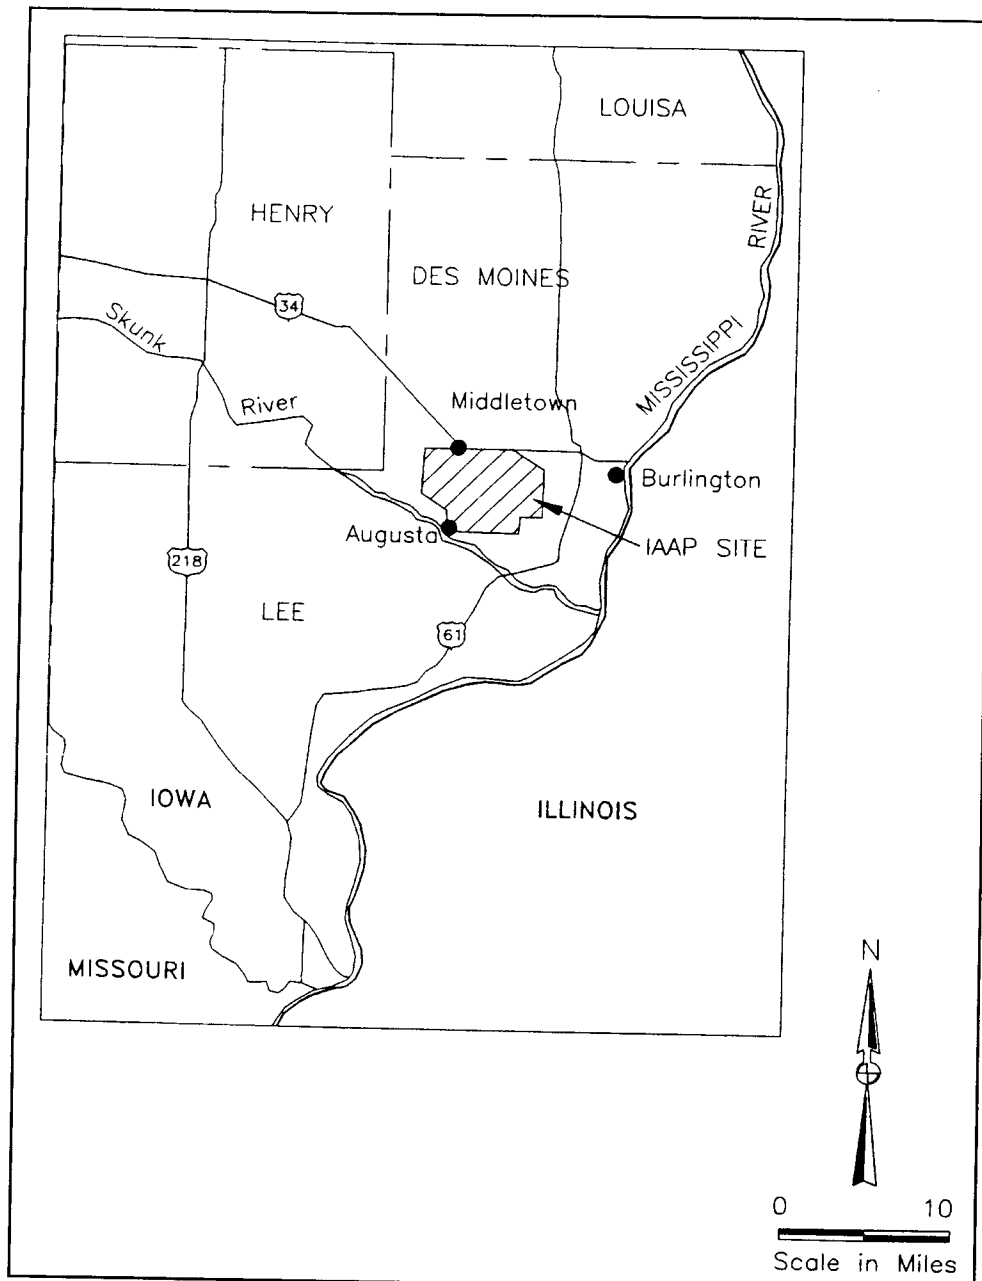 LOUISA
HENRY
RIVER
DES MOINES
34
Skunk
MISSISSIPPI
Middletown
River
Burlington
Augusta
IAAP SITE
218
LEE
61
IOWA
ILLINOIS
MISSOURI
N
0 10
Scale in Miles